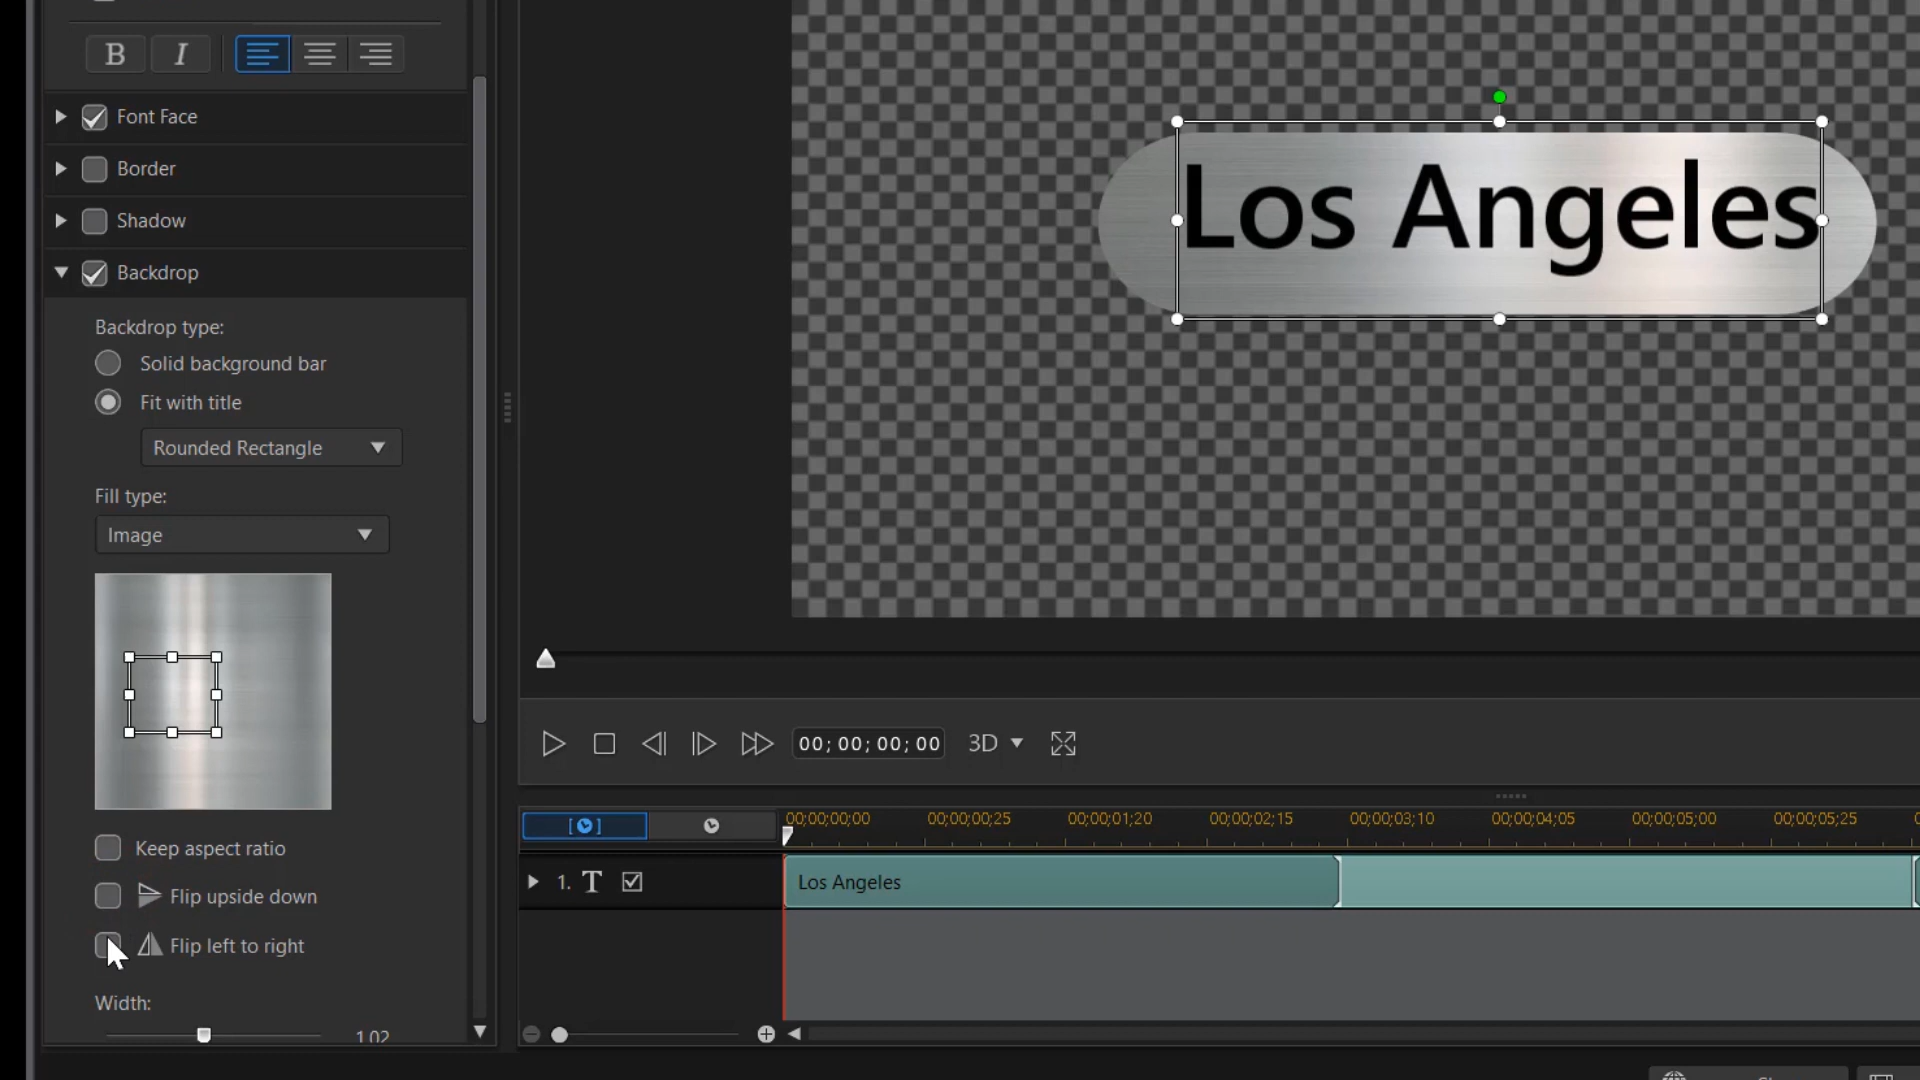 B I
Font Face
Border
Shadow
Backdrop
Backdrop type:
Solid background bar
Fit with title
Rounded Rectangle
Fill type:
Image
Keep aspect ratio
Flip upside down
Flip left to right
Width:
1.02
Los Angeles
00;00;00;00 3D
00;00;00;00 00;00;00;25 00;00;01;20 00;00;02;15 00;00;03;10 00;00;04;05 00;00;05;00 00;00;05;25
1. T Los Angeles